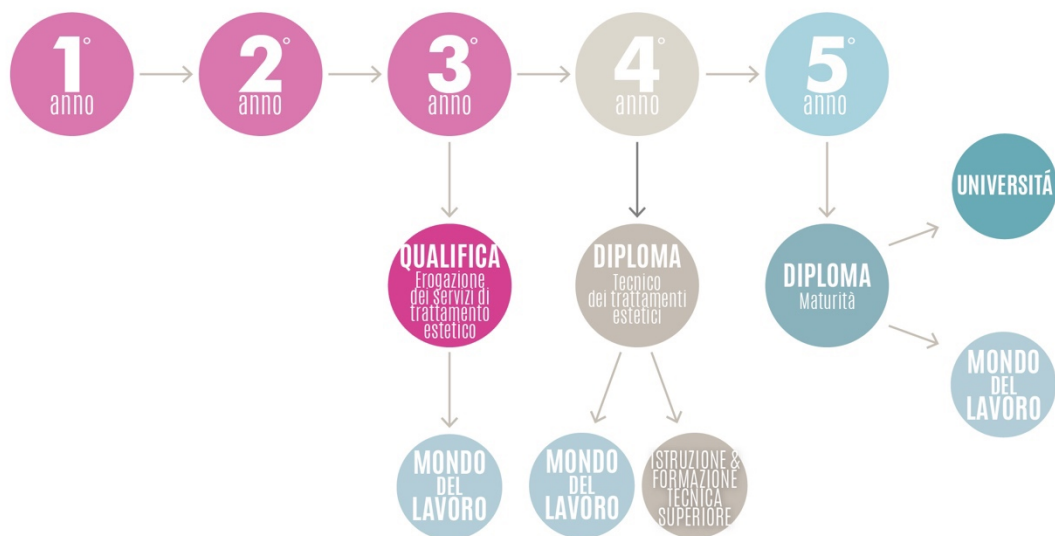 1°
anno
2°
anno
3°
anno
4°
anno
5°
anno
UNIVERSITÁ
QUALIFICA
Erogazione
dei servizi di
trattamento
estetico
DIPLOMA
Tecnico
dei trattamenti
estetici
DIPLOMA
Maturità
MONDO
DEL
LAVORO
MONDO
DEL
LAVORO
MONDO
DEL
LAVORO
ISTRUZIONE &
FORMAZIONE
TECNICA
SUPERIORE